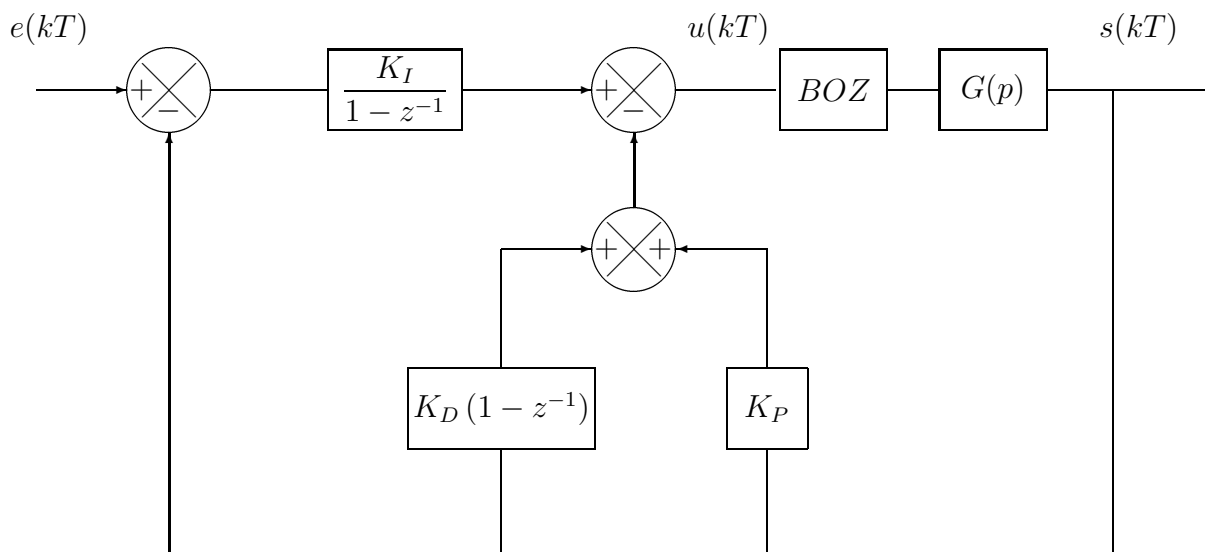 e(kT) u(kT) s(kT)
+ − K_I / (1 − z^{-1}) + − BOZ G(p)
+ +
K_D (1 − z^{-1}) K_P